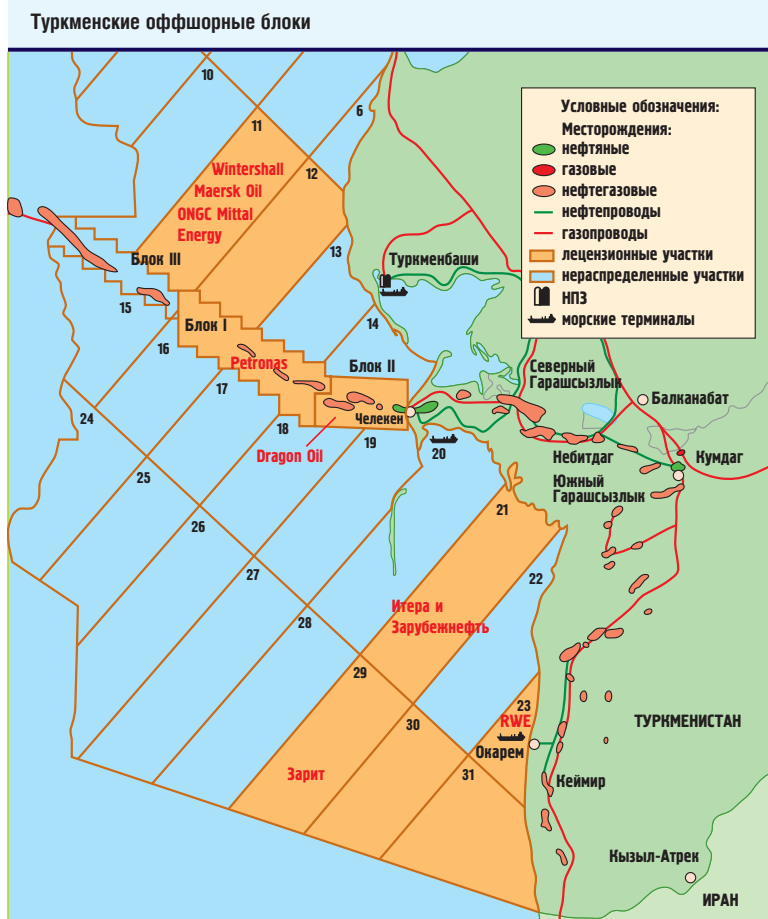 Туркменские оффшорные блоки
Условные обозначения:
Месторождения:
нефтяные
газовые
нефтегазовые
нефтепроводы
газопроводы
лецензионные участки
нераспределенные участки
НПЗ
морские терминалы
10
6
11
12
Wintershall
Maersk Oil
ONGC Mittal
Energy
13
Блок III
Туркменбаши
15
14
16
Блок I
Petronas
Блок II
17
Северный
Гарашсызлык
Балканабат
24
18
Челекен
19
20
Dragon Oil
Небитдаг
Кумдаг
25
Южный
Гарашсызлык
21
26
27
22
28
Итера и
Зарубежнефть
29
23
30
RWE
ТУРКМЕНИСТАН
Окарем
31
Зарит
Кеймир
Кызыл-Атрек
ИРАН